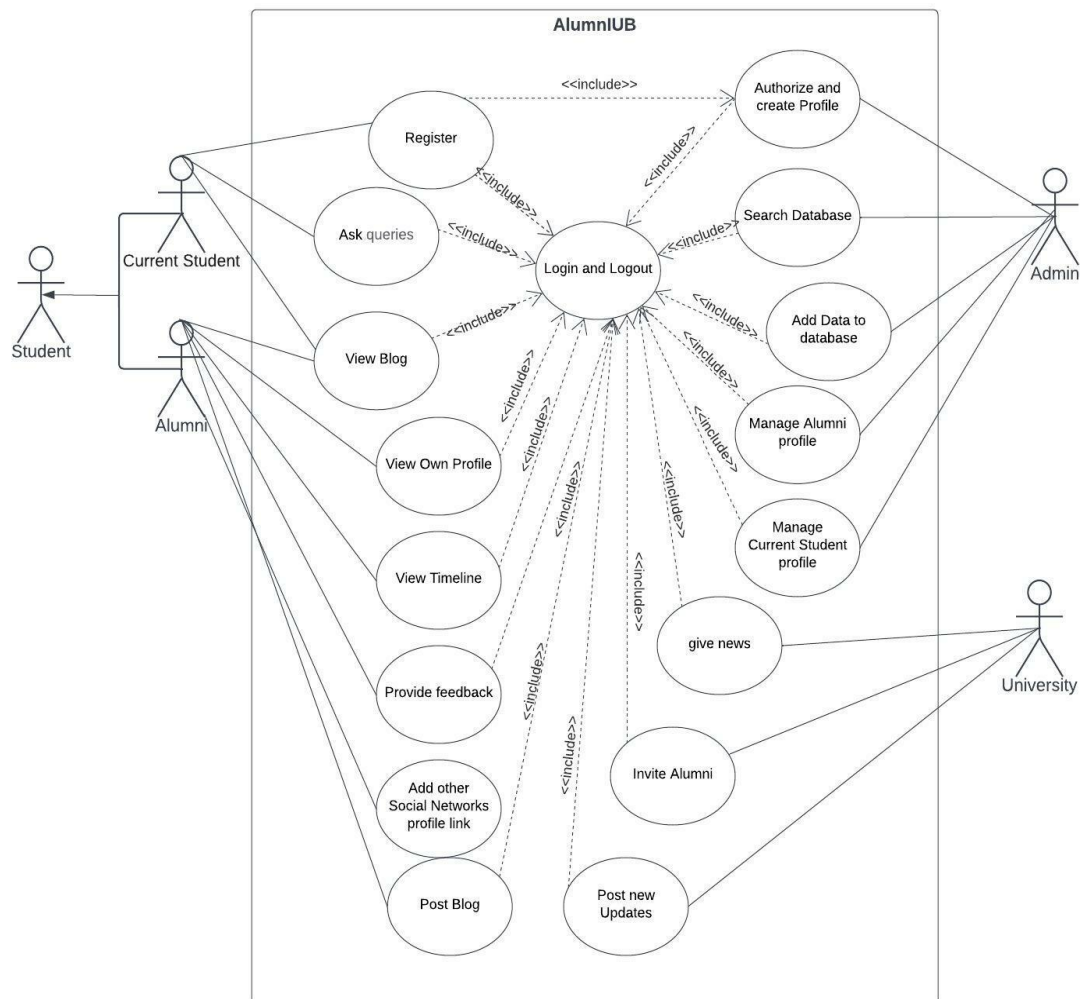 AlumnIUB
<<include>>
Authorize and
create Profile
Register
<<include>>
<<include>>
Search Database
Ask queries
<<include>>
<<include>>
Login and Logout
Current Student
Admin
Student
<<include>>
<<include>>
Add Data to
database
View Blog
<<include>>
<<include>>
Alumni
Manage Alumni
profile
View Own Profile
<<include>>
<<include>>
<<include>>
<<include>>
Manage
Current Student
profile
View Timeline
<<include>>
give news
University
Provide feedback
<<include>>
<<include>>
Invite Alumni
Add other
Social Networks
profile link
Post Blog
Post new
Updates